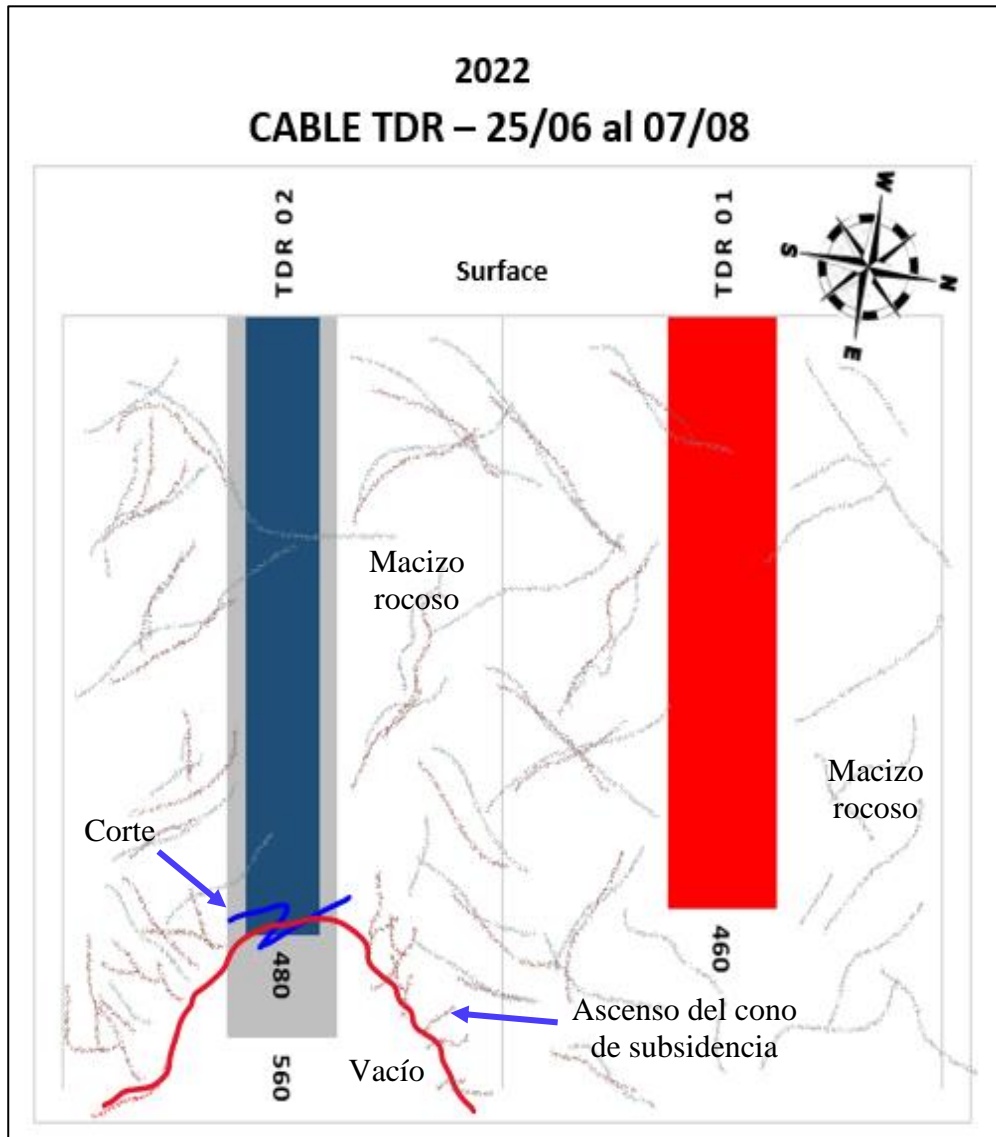 2022
CABLE TDR – 25/06 al 07/08
TDR 02
Surface
TDR 01
W
S
N
E
Macizo
rocoso
Macizo
rocoso
Corte
480
460
Ascenso del cono
de subsidencia
560
Vacío